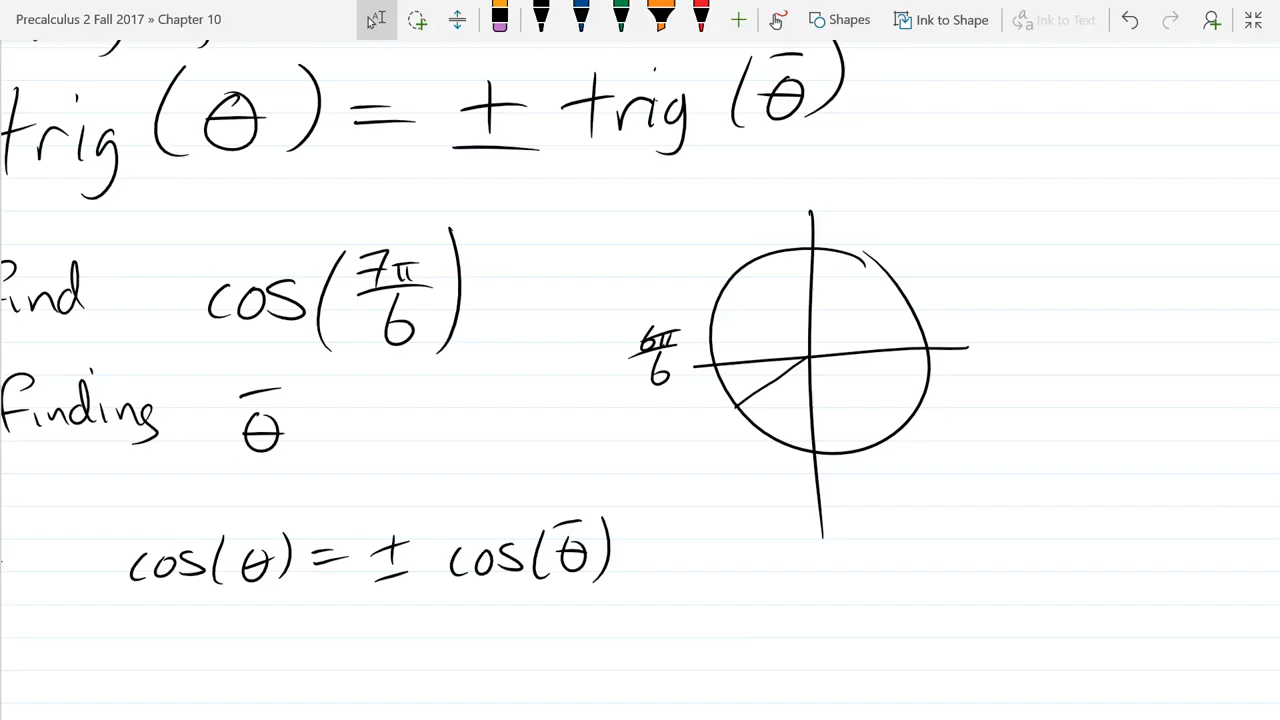 Precalculus 2 Fall 2017 » Chapter 10
Shapes Ink to Shape Ink to Text
trig(θ) = ± trig(θ̄)
Find cos(7π/6)
6π/6
Finding θ̄
cos(θ) = ± cos(θ̄)